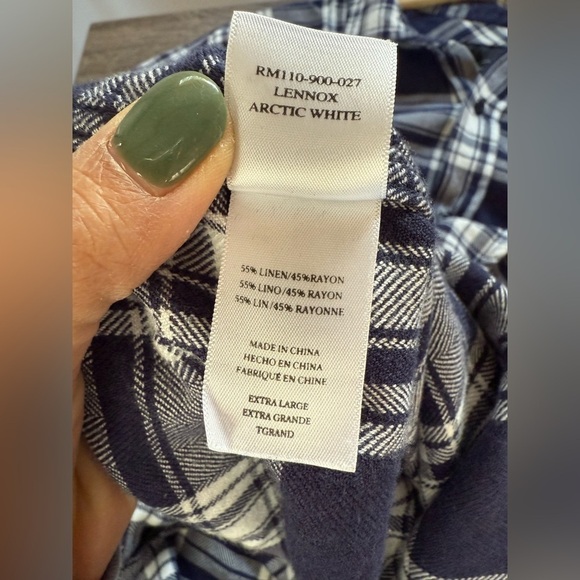 RM110-900-027
LENNOX
ARCTIC WHITE
55% LINEN/45%RAYON
55% LINO/45% RAYON
55% LIN/45% RAYONNE
MADE IN CHINA
HECHO EN CHINA
FABRIQUÉ EN CHINE
EXTRA LARGE
EXTRA GRANDE
TGRAND